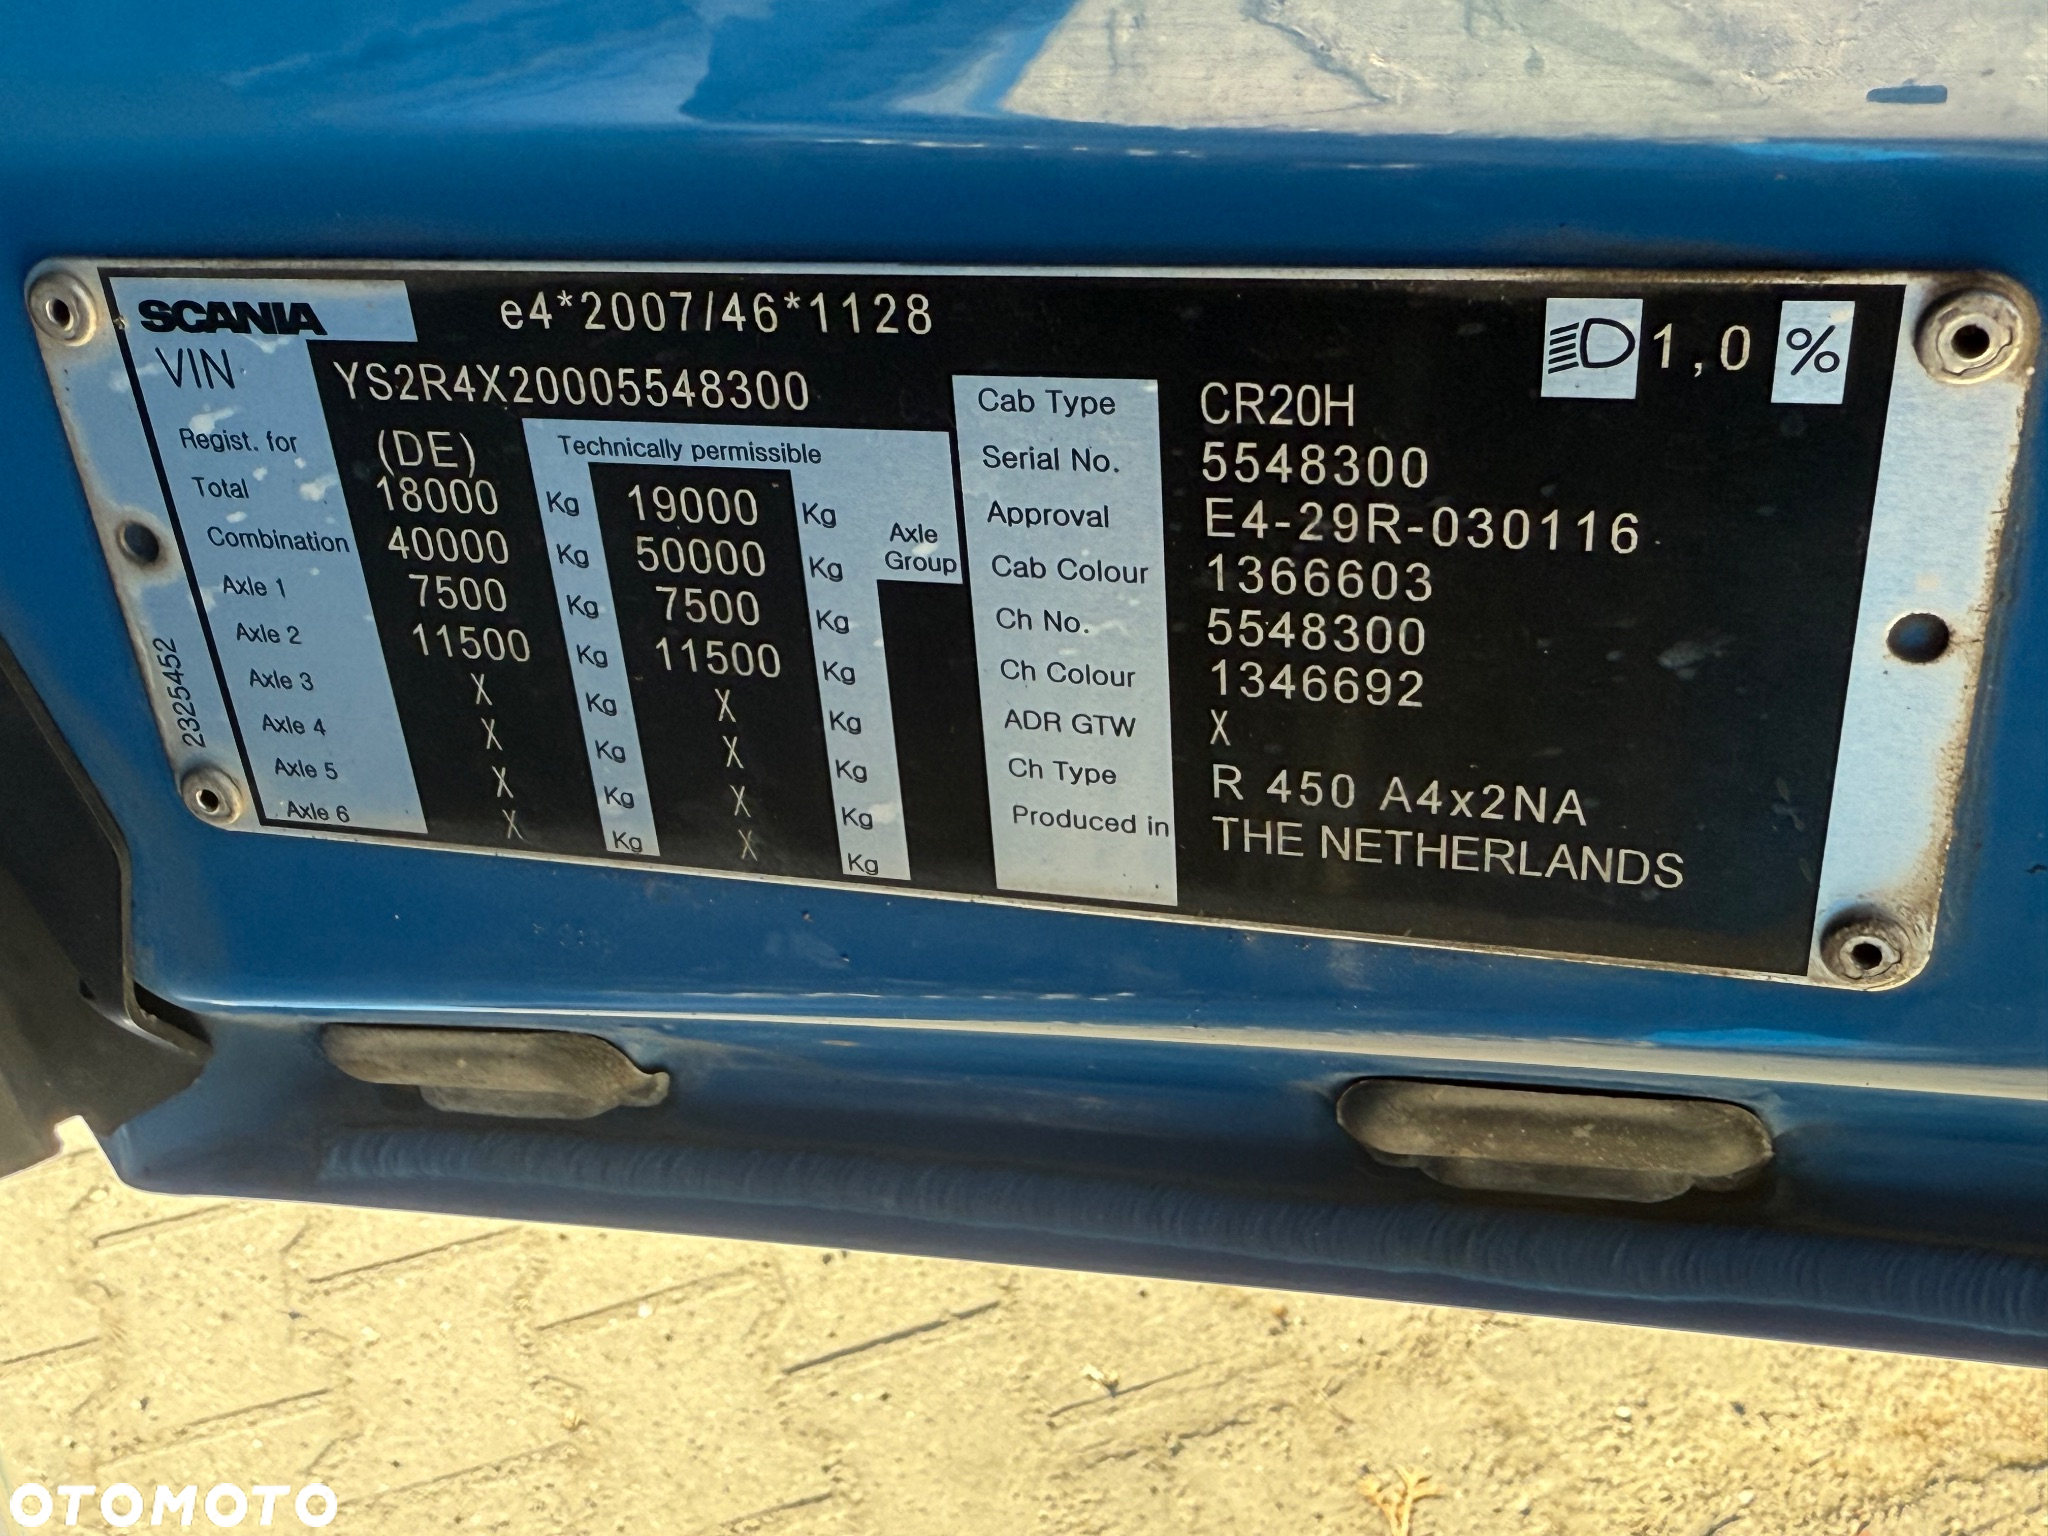 SCANIA e4*2007/46*1128 1,0 %
VIN YS2R4X20005548300
Regist. for (DE) Technically permissible
Total 18000 Kg 19000 Kg
Combination 40000 Kg 50000 Kg
Axle 1 7500 Kg 7500 Kg
Axle 2 11500 Kg 11500 Kg
Axle 3 X Kg X Kg
Axle 4 X Kg X Kg
Axle 5 X Kg X Kg
Axle 6 X Kg X Kg
Axle
Group
Cab Type CR20H
Serial No. 5548300
Approval E4-29R-030116
Cab Colour 1366603
Ch No. 5548300
Ch Colour 1346692
ADR GTW X
Ch Type R 450 A4x2NA
Produced in THE NETHERLANDS
2325452
OTOMOTO